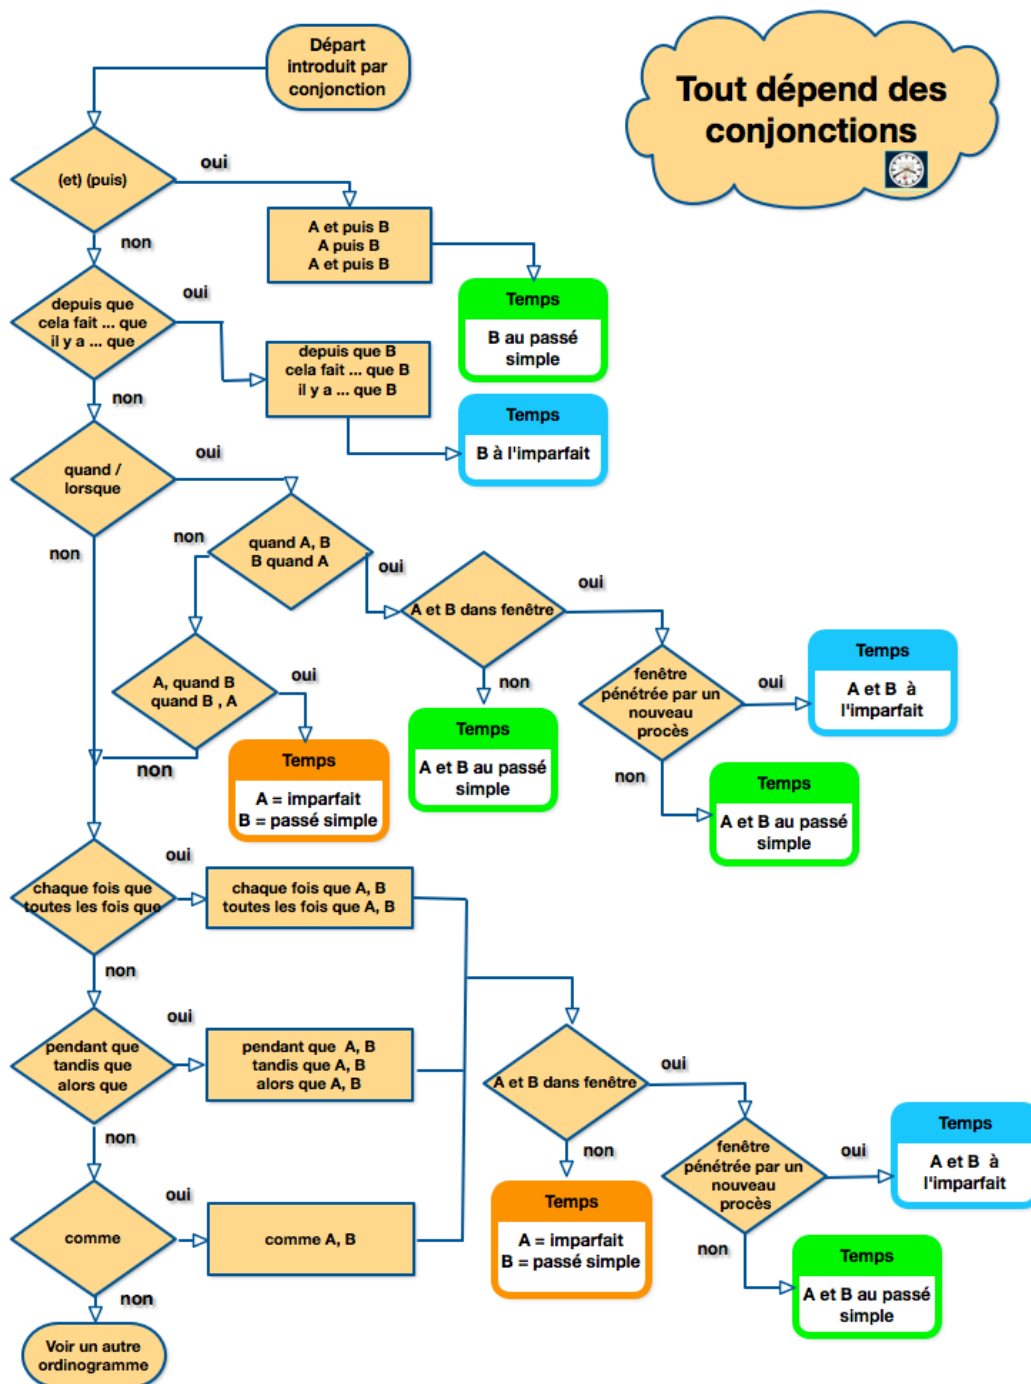 Départ
introduit par
conjonction
Tout dépend des
conjonctions
(et) (puis)
oui
A et puis B
A puis B
A et puis B
non
Temps
B au passé
simple
depuis que
cela fait ... que
il y a ... que
oui
depuis que B
cela fait ... que B
il y a ... que B
non
Temps
B à l'imparfait
quand /
lorsque
oui
non
quand A, B
B quand A
non
oui
A et B dans fenêtre
oui
non
A, quand B
quand B , A
oui
non
Temps
A = imparfait
B = passé simple
Temps
A et B au passé
simple
fenêtre
pénétrée par un
nouveau
procès
oui
non
Temps
A et B à
l'imparfait
Temps
A et B au passé
simple
chaque fois que
toutes les fois que
oui
chaque fois que A, B
toutes les fois que A, B
non
pendant que
tandis que
alors que
oui
pendant que A, B
tandis que A, B
alors que A, B
non
A et B dans fenêtre
oui
non
Temps
A = imparfait
B = passé simple
fenêtre
pénétrée par un
nouveau
procès
oui
non
Temps
A et B à
l'imparfait
Temps
A et B au passé
simple
comme
oui
comme A, B
non
Voir un autre
ordinogramme